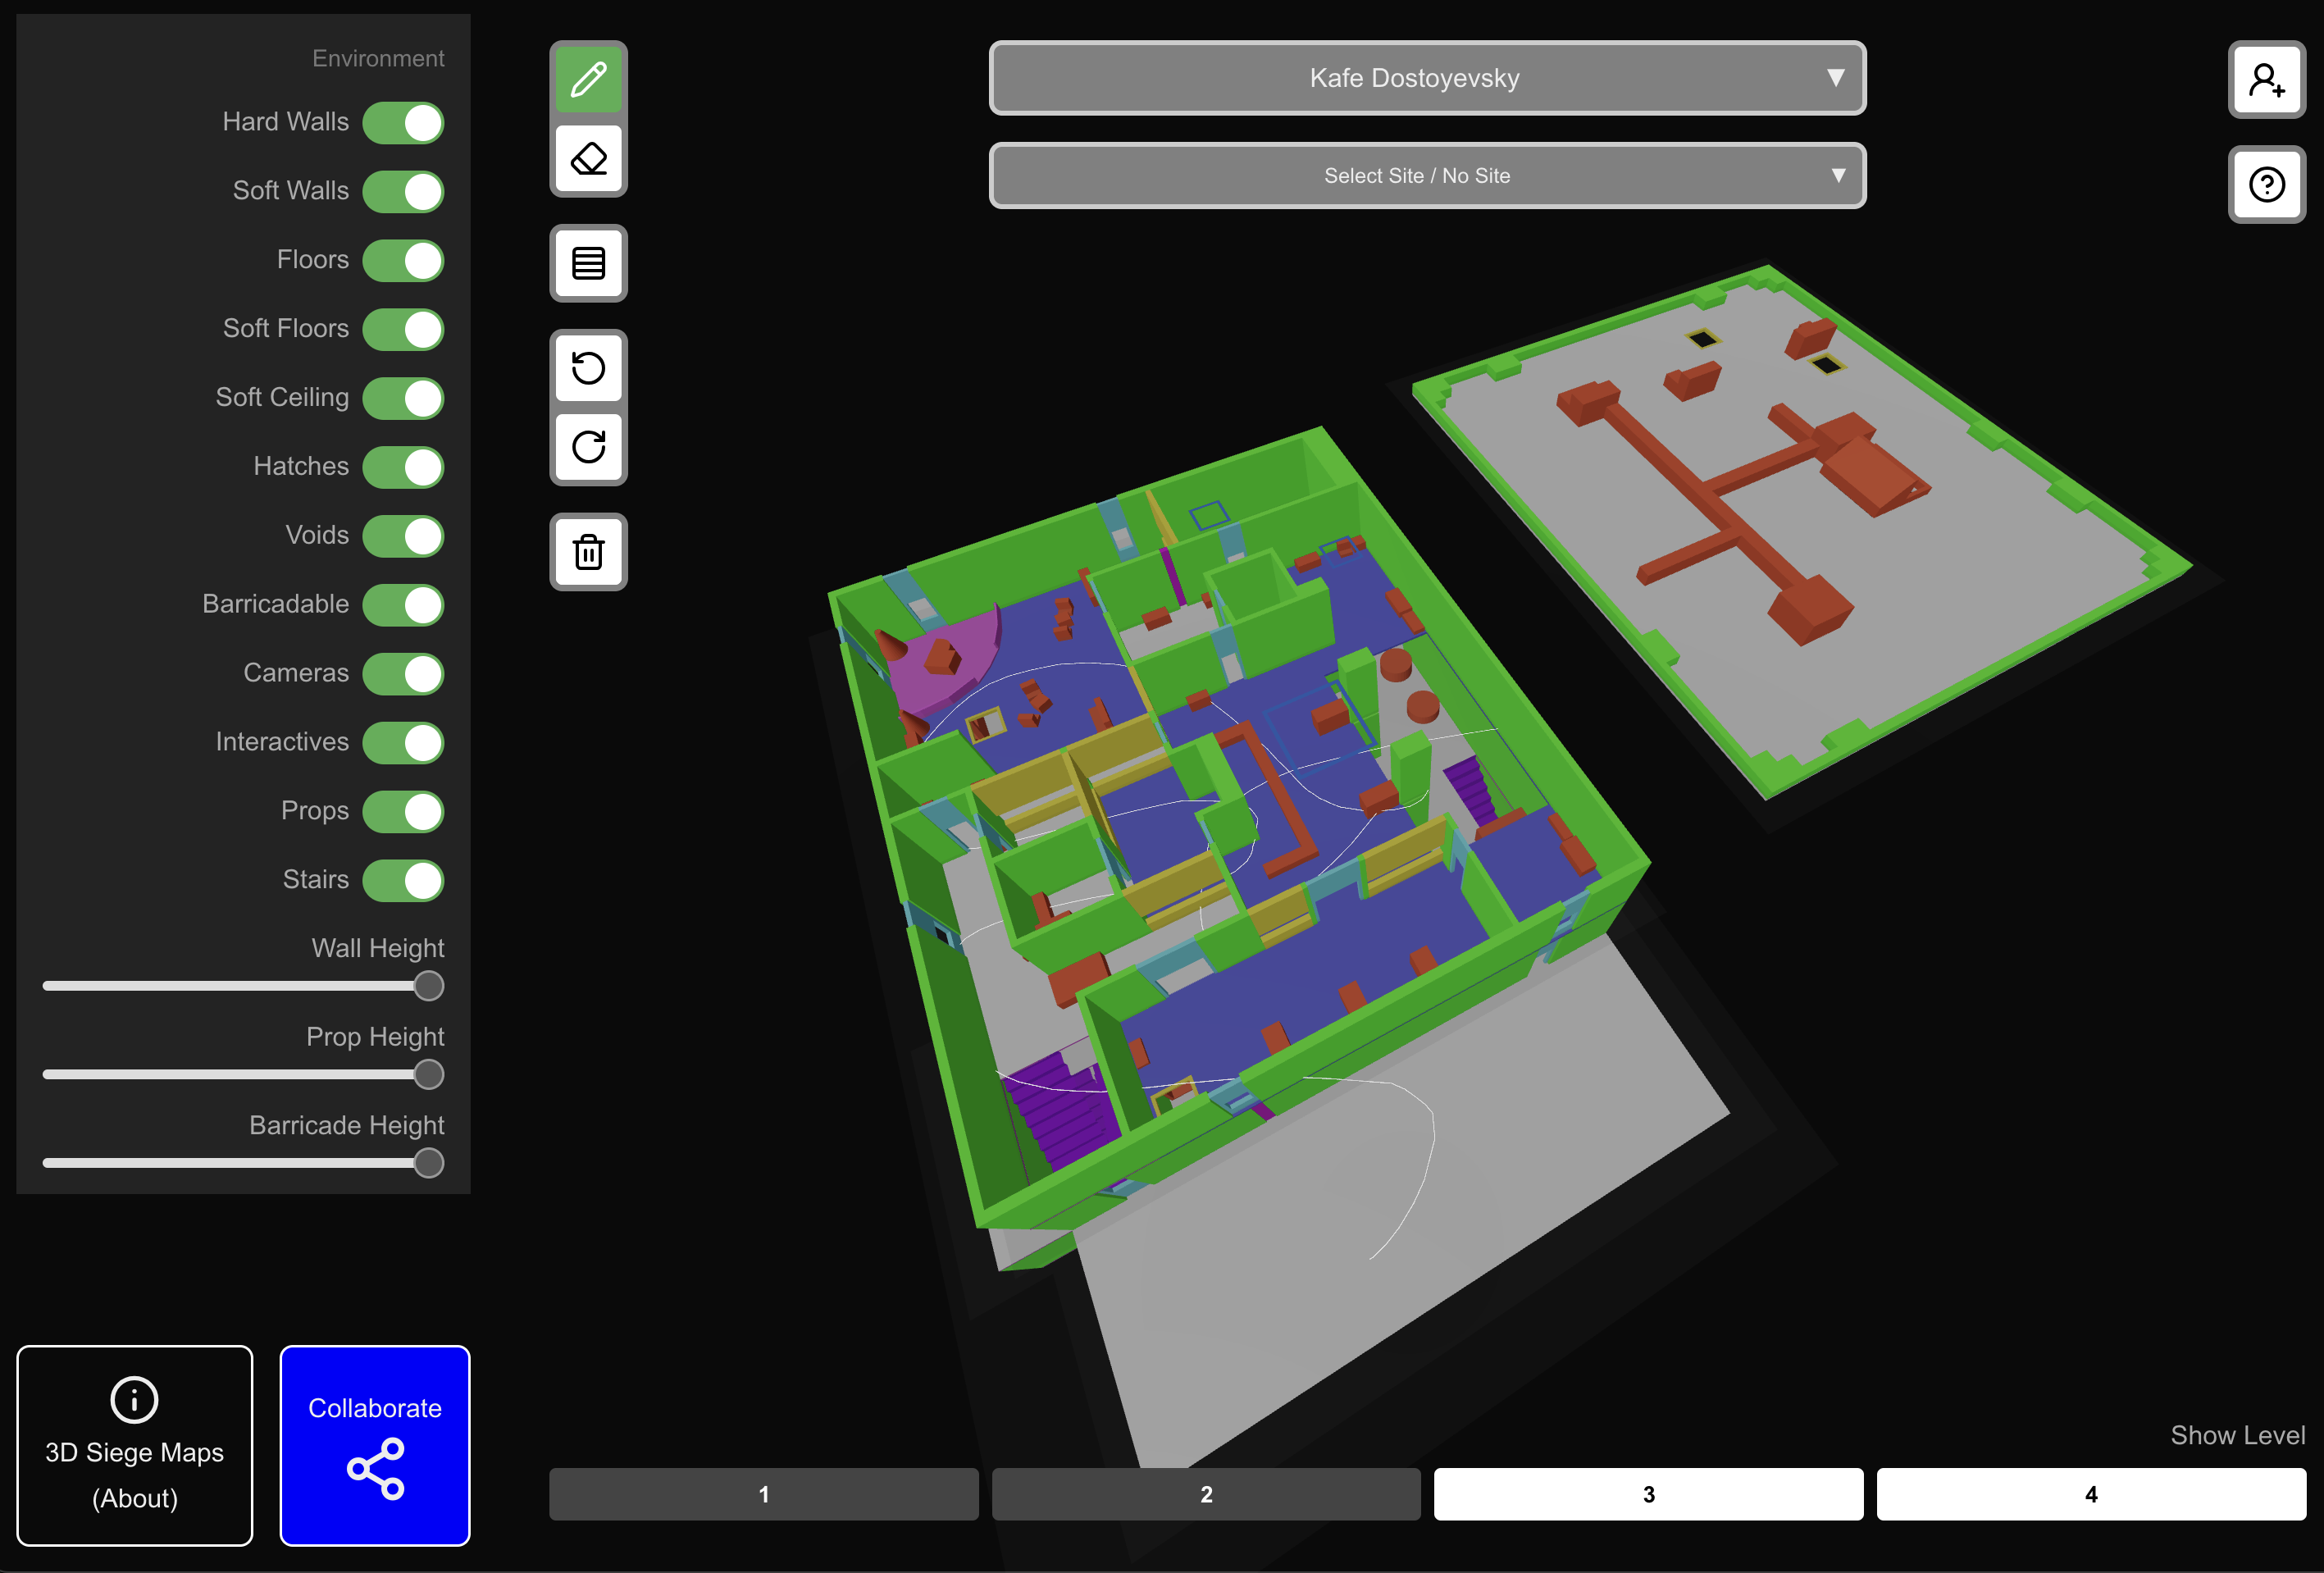 Environment
Hard Walls
Soft Walls
Floors
Soft Floors
Soft Ceiling
Hatches
Voids
Barricadable
Cameras
Interactives
Props
Stairs
Wall Height
Prop Height
Barricade Height
3D Siege Maps
(About)
Collaborate
Kafe Dostoyevsky
Select Site / No Site
Show Level
1
2
3
4